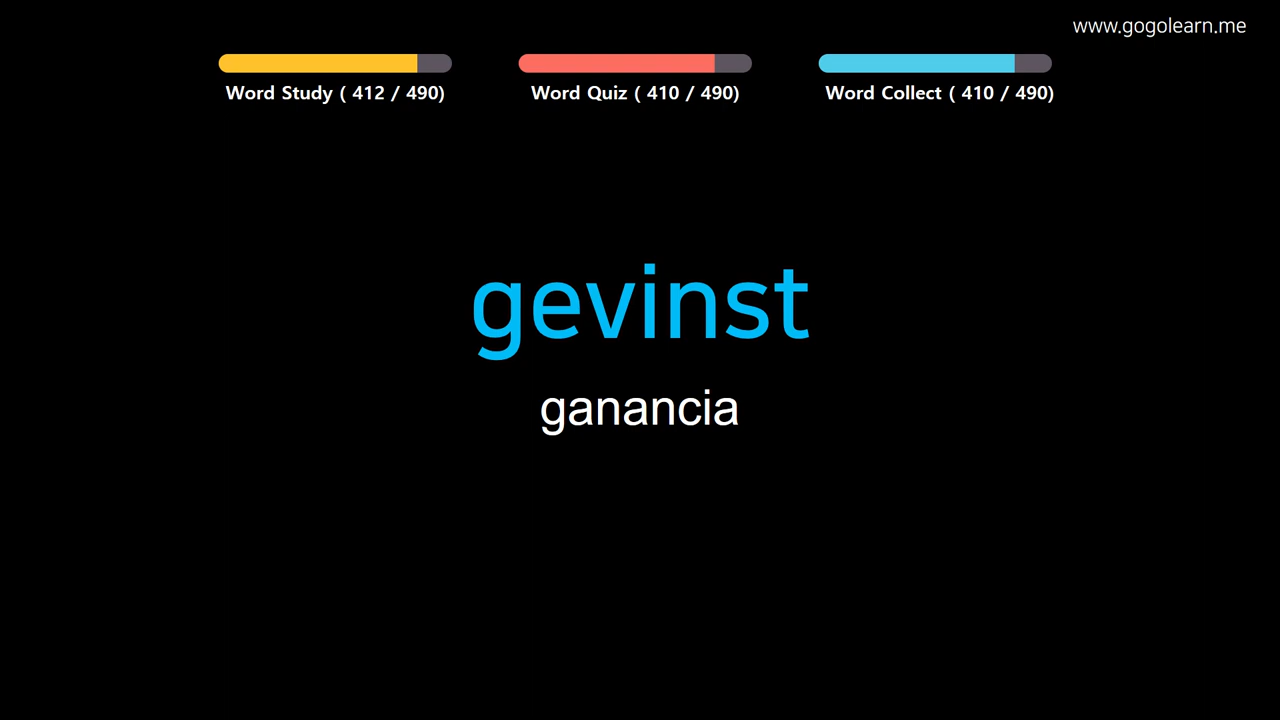 www.gogolearn.me
Word Study ( 412 / 490)
Word Quiz ( 410 / 490)
Word Collect ( 410 / 490)
gevinst
ganancia